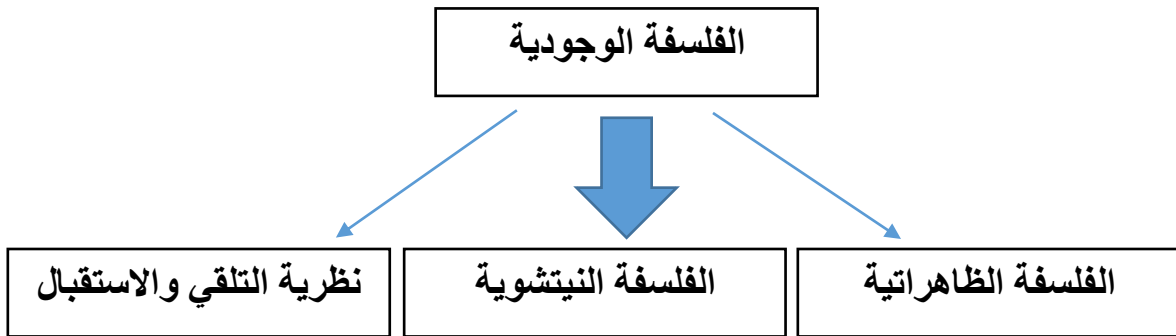 الفلسفة الوجودية
الفلسفة الظاهراتية
الفلسفة النيتشوية
نظرية التلقي والاستقبال